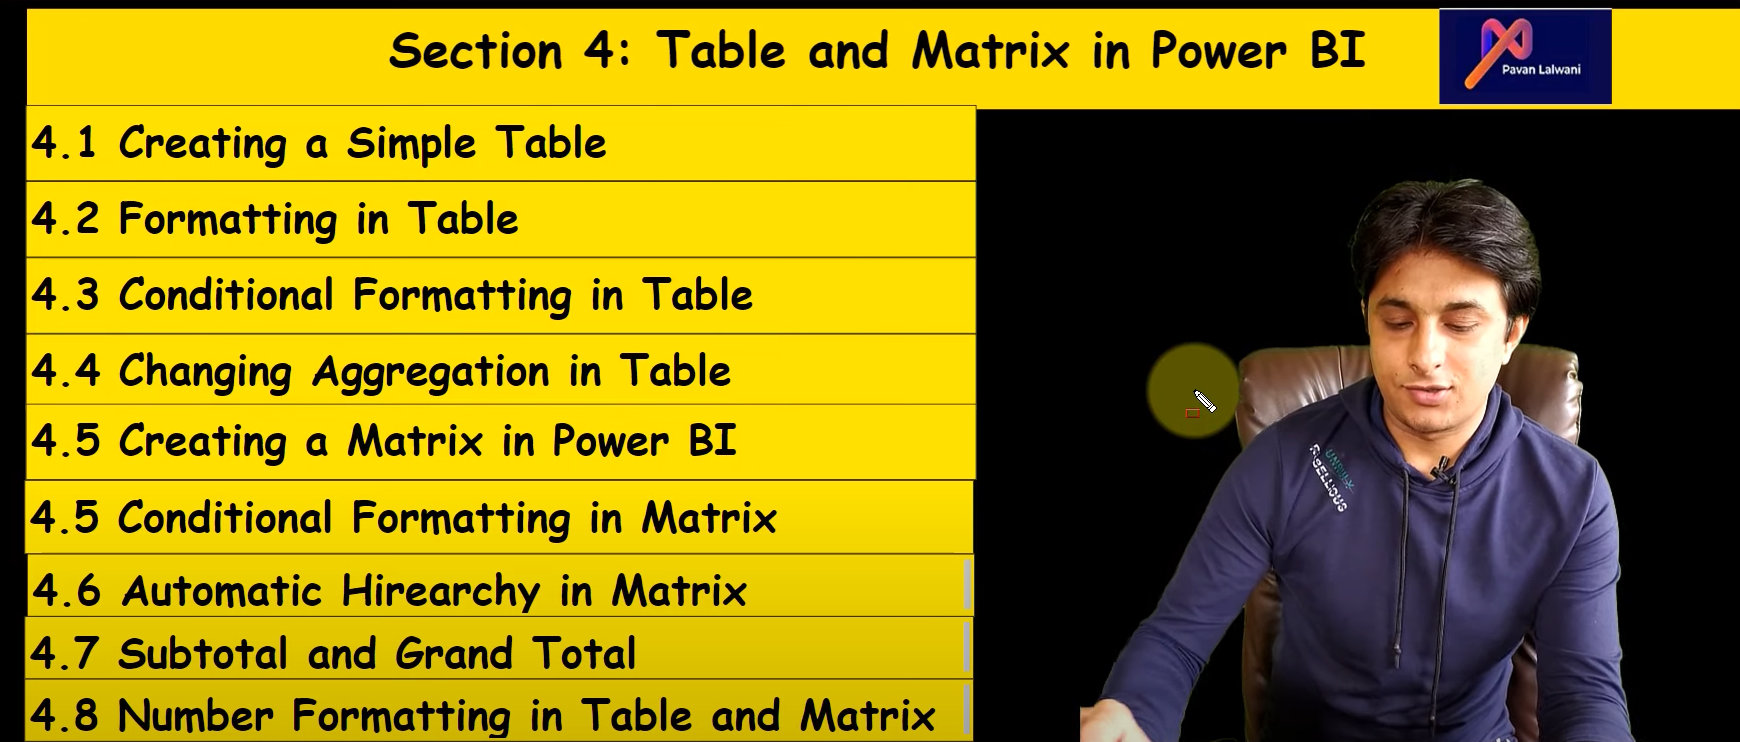 Section 4: Table and Matrix in Power BI
Pavan Lalwani
4.1 Creating a Simple Table
4.2 Formatting in Table
4.3 Conditional Formatting in Table
4.4 Changing Aggregation in Table
4.5 Creating a Matrix in Power BI
4.5 Conditional Formatting in Matrix
4.6 Automatic Hirearchy in Matrix
4.7 Subtotal and Grand Total
4.8 Number Formatting in Table and Matrix